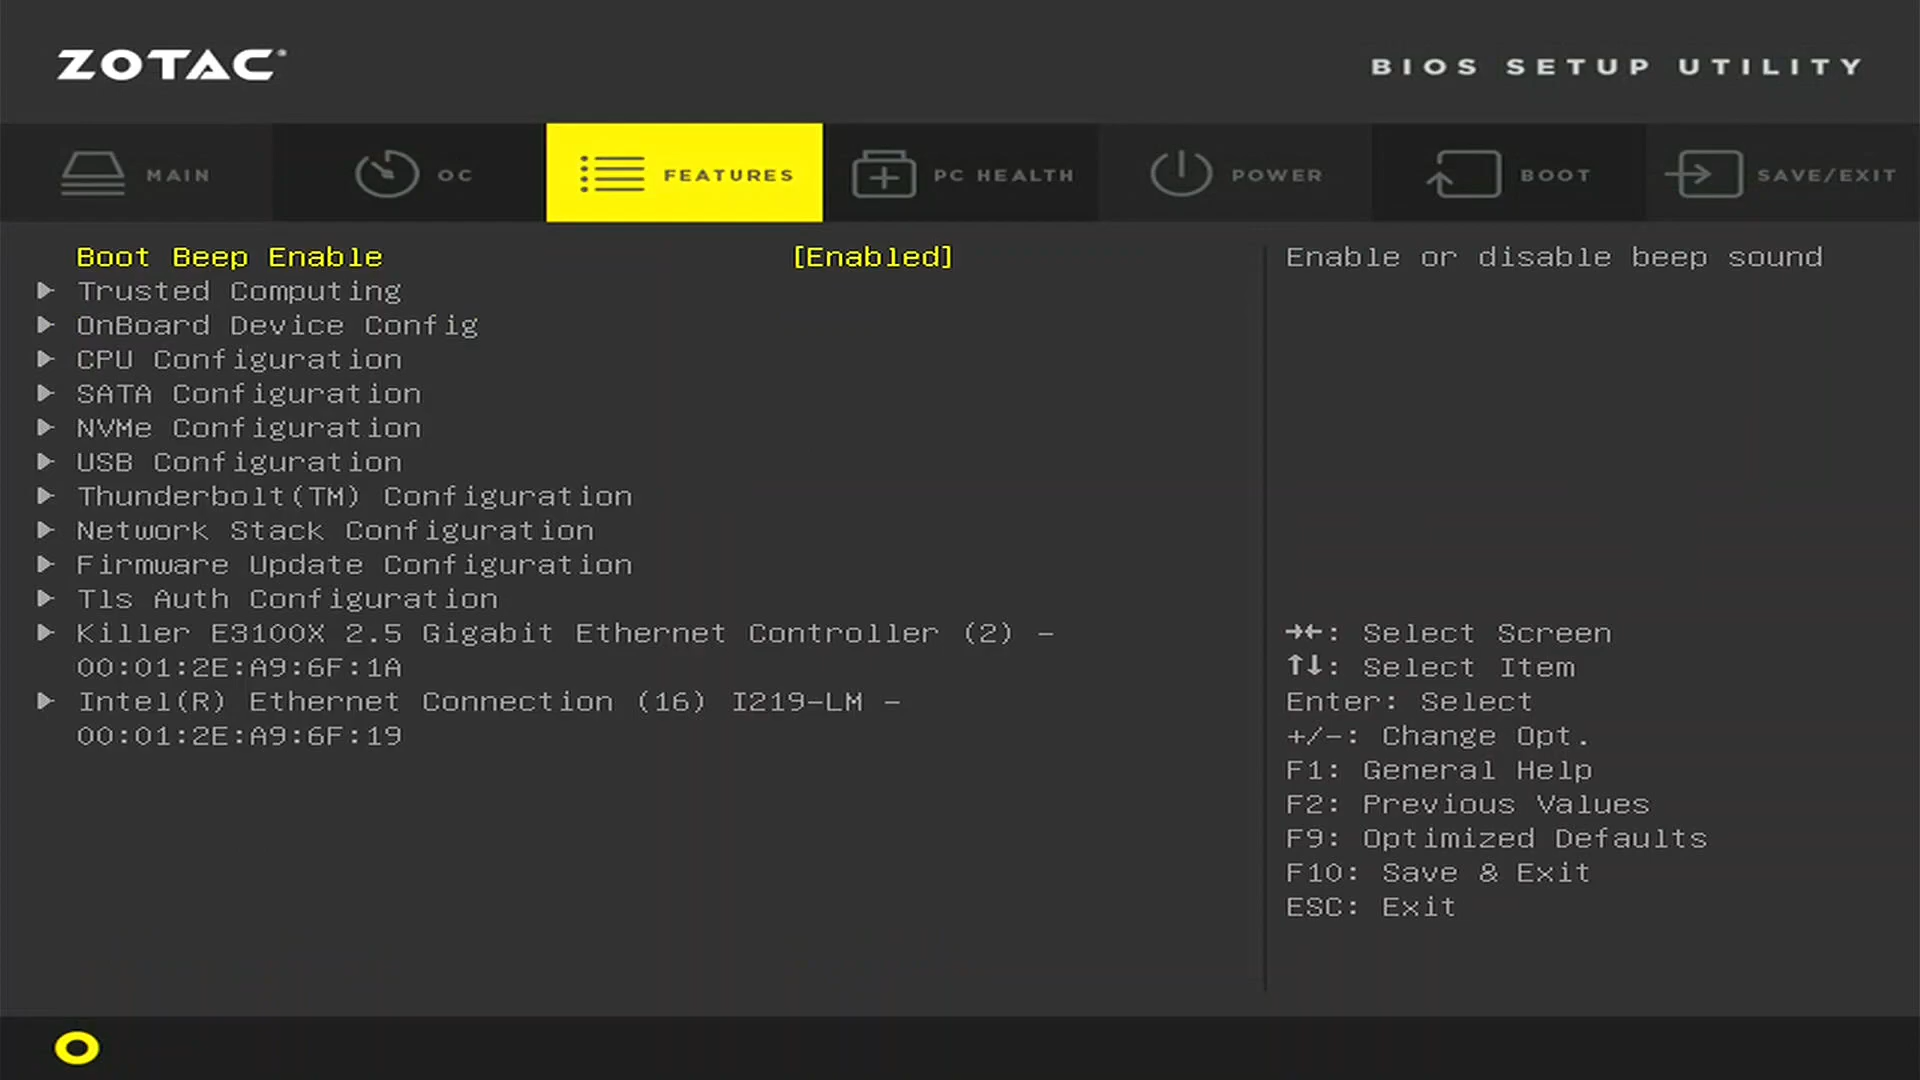 ZOTAC
BIOS SETUP UTILITY
MAIN
OC
FEATURES
PC HEALTH
POWER
BOOT
SAVE/EXIT
Boot Beep Enable [Enabled]
Trusted Computing
OnBoard Device Config
CPU Configuration
SATA Configuration
NVMe Configuration
USB Configuration
Thunderbolt(TM) Configuration
Network Stack Configuration
Firmware Update Configuration
Tls Auth Configuration
Killer E3100X 2.5 Gigabit Ethernet Controller (2) -
00:01:2E:A9:6F:1A
Intel(R) Ethernet Connection (16) I219-LM -
00:01:2E:A9:6F:19
Enable or disable beep sound
→←: Select Screen
↑↓: Select Item
Enter: Select
+/-: Change Opt.
F1: General Help
F2: Previous Values
F9: Optimized Defaults
F10: Save & Exit
ESC: Exit